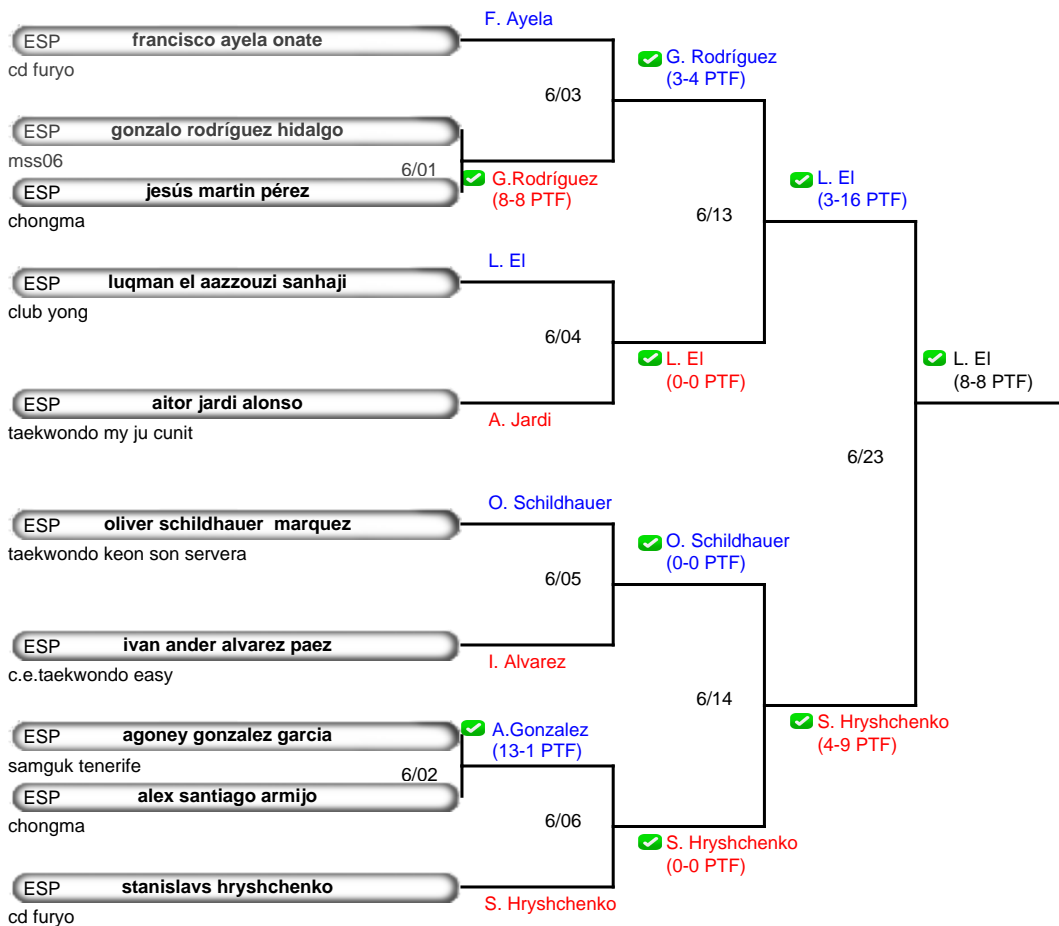 F. Ayela
ESP francisco ayela onate
cd furyo
G. Rodríguez
(3-4 PTF)
6/03
ESP gonzalo rodríguez hidalgo
mss06
6/01
G.Rodríguez
(8-8 PTF)
ESP jesús martin pérez
chongma
L. El
(3-16 PTF)
6/13
L. El
ESP luqman el aazzouzi sanhaji
club yong
6/04
L. El
(0-0 PTF)
L. El
(8-8 PTF)
ESP aitor jardi alonso
taekwondo my ju cunit
A. Jardi
6/23
O. Schildhauer
ESP oliver schildhauer marquez
taekwondo keon son servera
O. Schildhauer
(0-0 PTF)
6/05
ESP ivan ander alvarez paez
c.e.taekwondo easy
I. Alvarez
6/14
S. Hryshchenko
(4-9 PTF)
ESP agoney gonzalez garcia
samguk tenerife
A.Gonzalez
(13-1 PTF)
6/02
ESP alex santiago armijo
chongma
6/06
S. Hryshchenko
(0-0 PTF)
ESP stanislavs hryshchenko
cd furyo
S. Hryshchenko